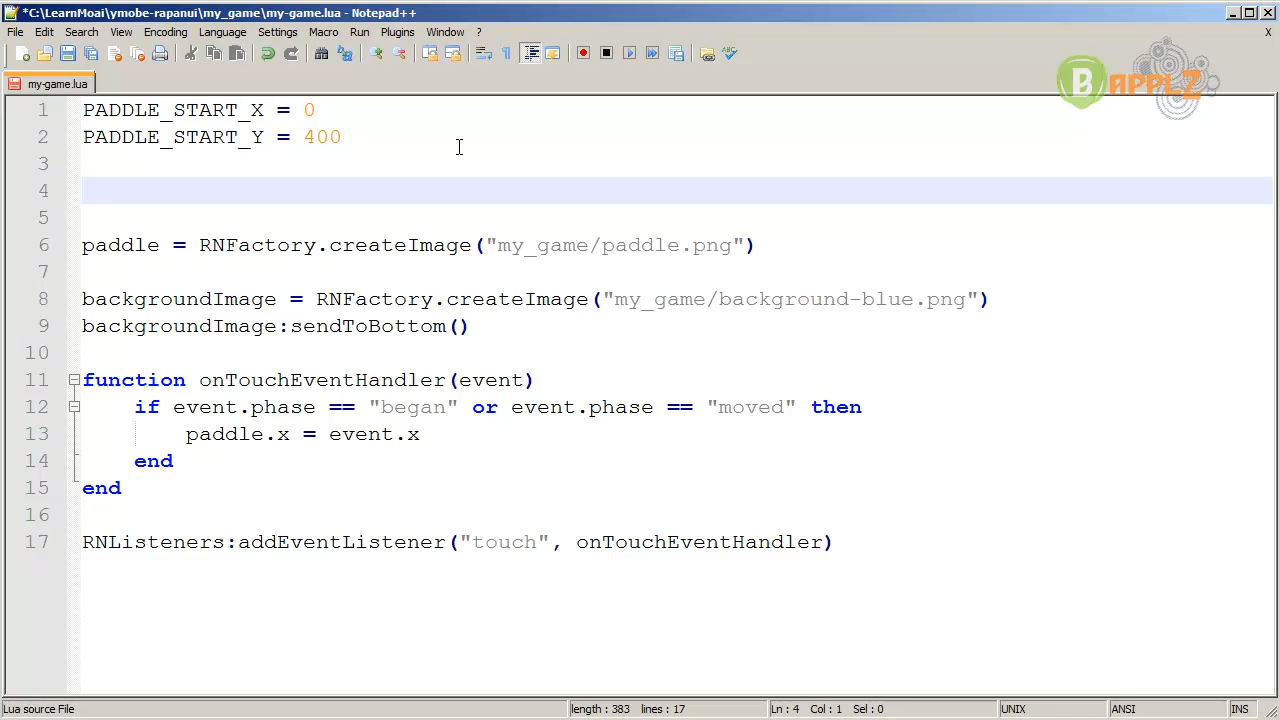 *C:\LearnMoai\ymobe-rapanui\my_game\my-game.lua - Notepad++
File Edit Search View Encoding Language Settings Macro Run Plugins Window ? X
my-game.lua
B APPLZ
1 PADDLE_START_X = 0
2 PADDLE_START_Y = 400
3
4
5
6 paddle = RNFactory.createImage("my_game/paddle.png")
7
8 backgroundImage = RNFactory.createImage("my_game/background-blue.png")
9 backgroundImage:sendToBottom()
10
11 function onTouchEventHandler(event)
12 if event.phase == "began" or event.phase == "moved" then
13 paddle.x = event.x
14 end
15 end
16
17 RNListeners:addEventListener("touch", onTouchEventHandler)
Lua source File length : 383 lines : 17 Ln : 4 Col : 1 Sel : 0 UNIX ANSI INS